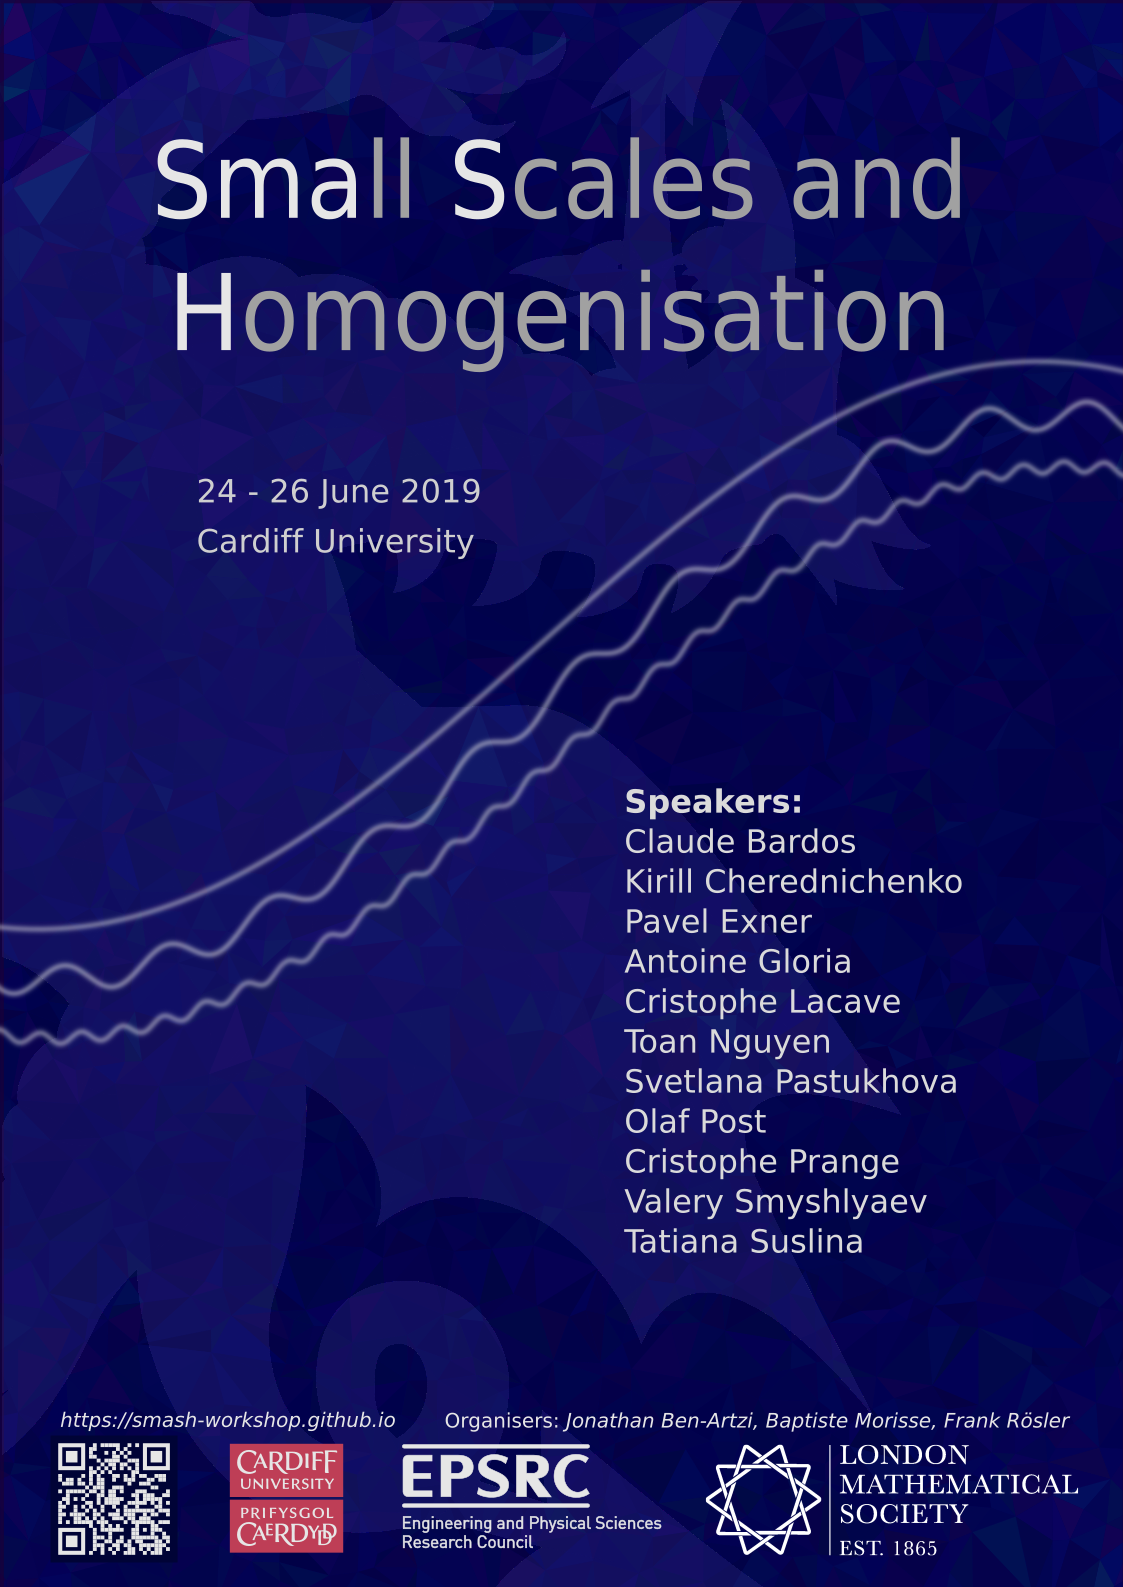 Small Scales and
Homogenisation
24 - 26 June 2019
Cardiff University
Speakers:
Claude Bardos
Kirill Cherednichenko
Pavel Exner
Antoine Gloria
Cristophe Lacave
Toan Nguyen
Svetlana Pastukhova
Olaf Post
Cristophe Prange
Valery Smyshlyaev
Tatiana Suslina
https://smash-workshop.github.io
Organisers: Jonathan Ben-Artzi, Baptiste Morisse, Frank Rösler
CARDIFF
UNIVERSITY
PRIFYSGOL
CAERDYDD
EPSRC
Engineering and Physical Sciences
Research Council
LONDON
MATHEMATICAL
SOCIETY
EST. 1865